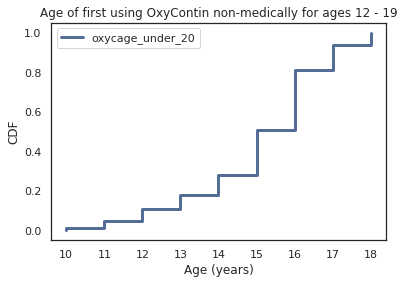 Age of first using OxyContin non-medically for ages 12 - 19
oxycage_under_20
CDF
1.0
0.8
0.6
0.4
0.2
0.0
10 11 12 13 14 15 16 17 18
Age (years)